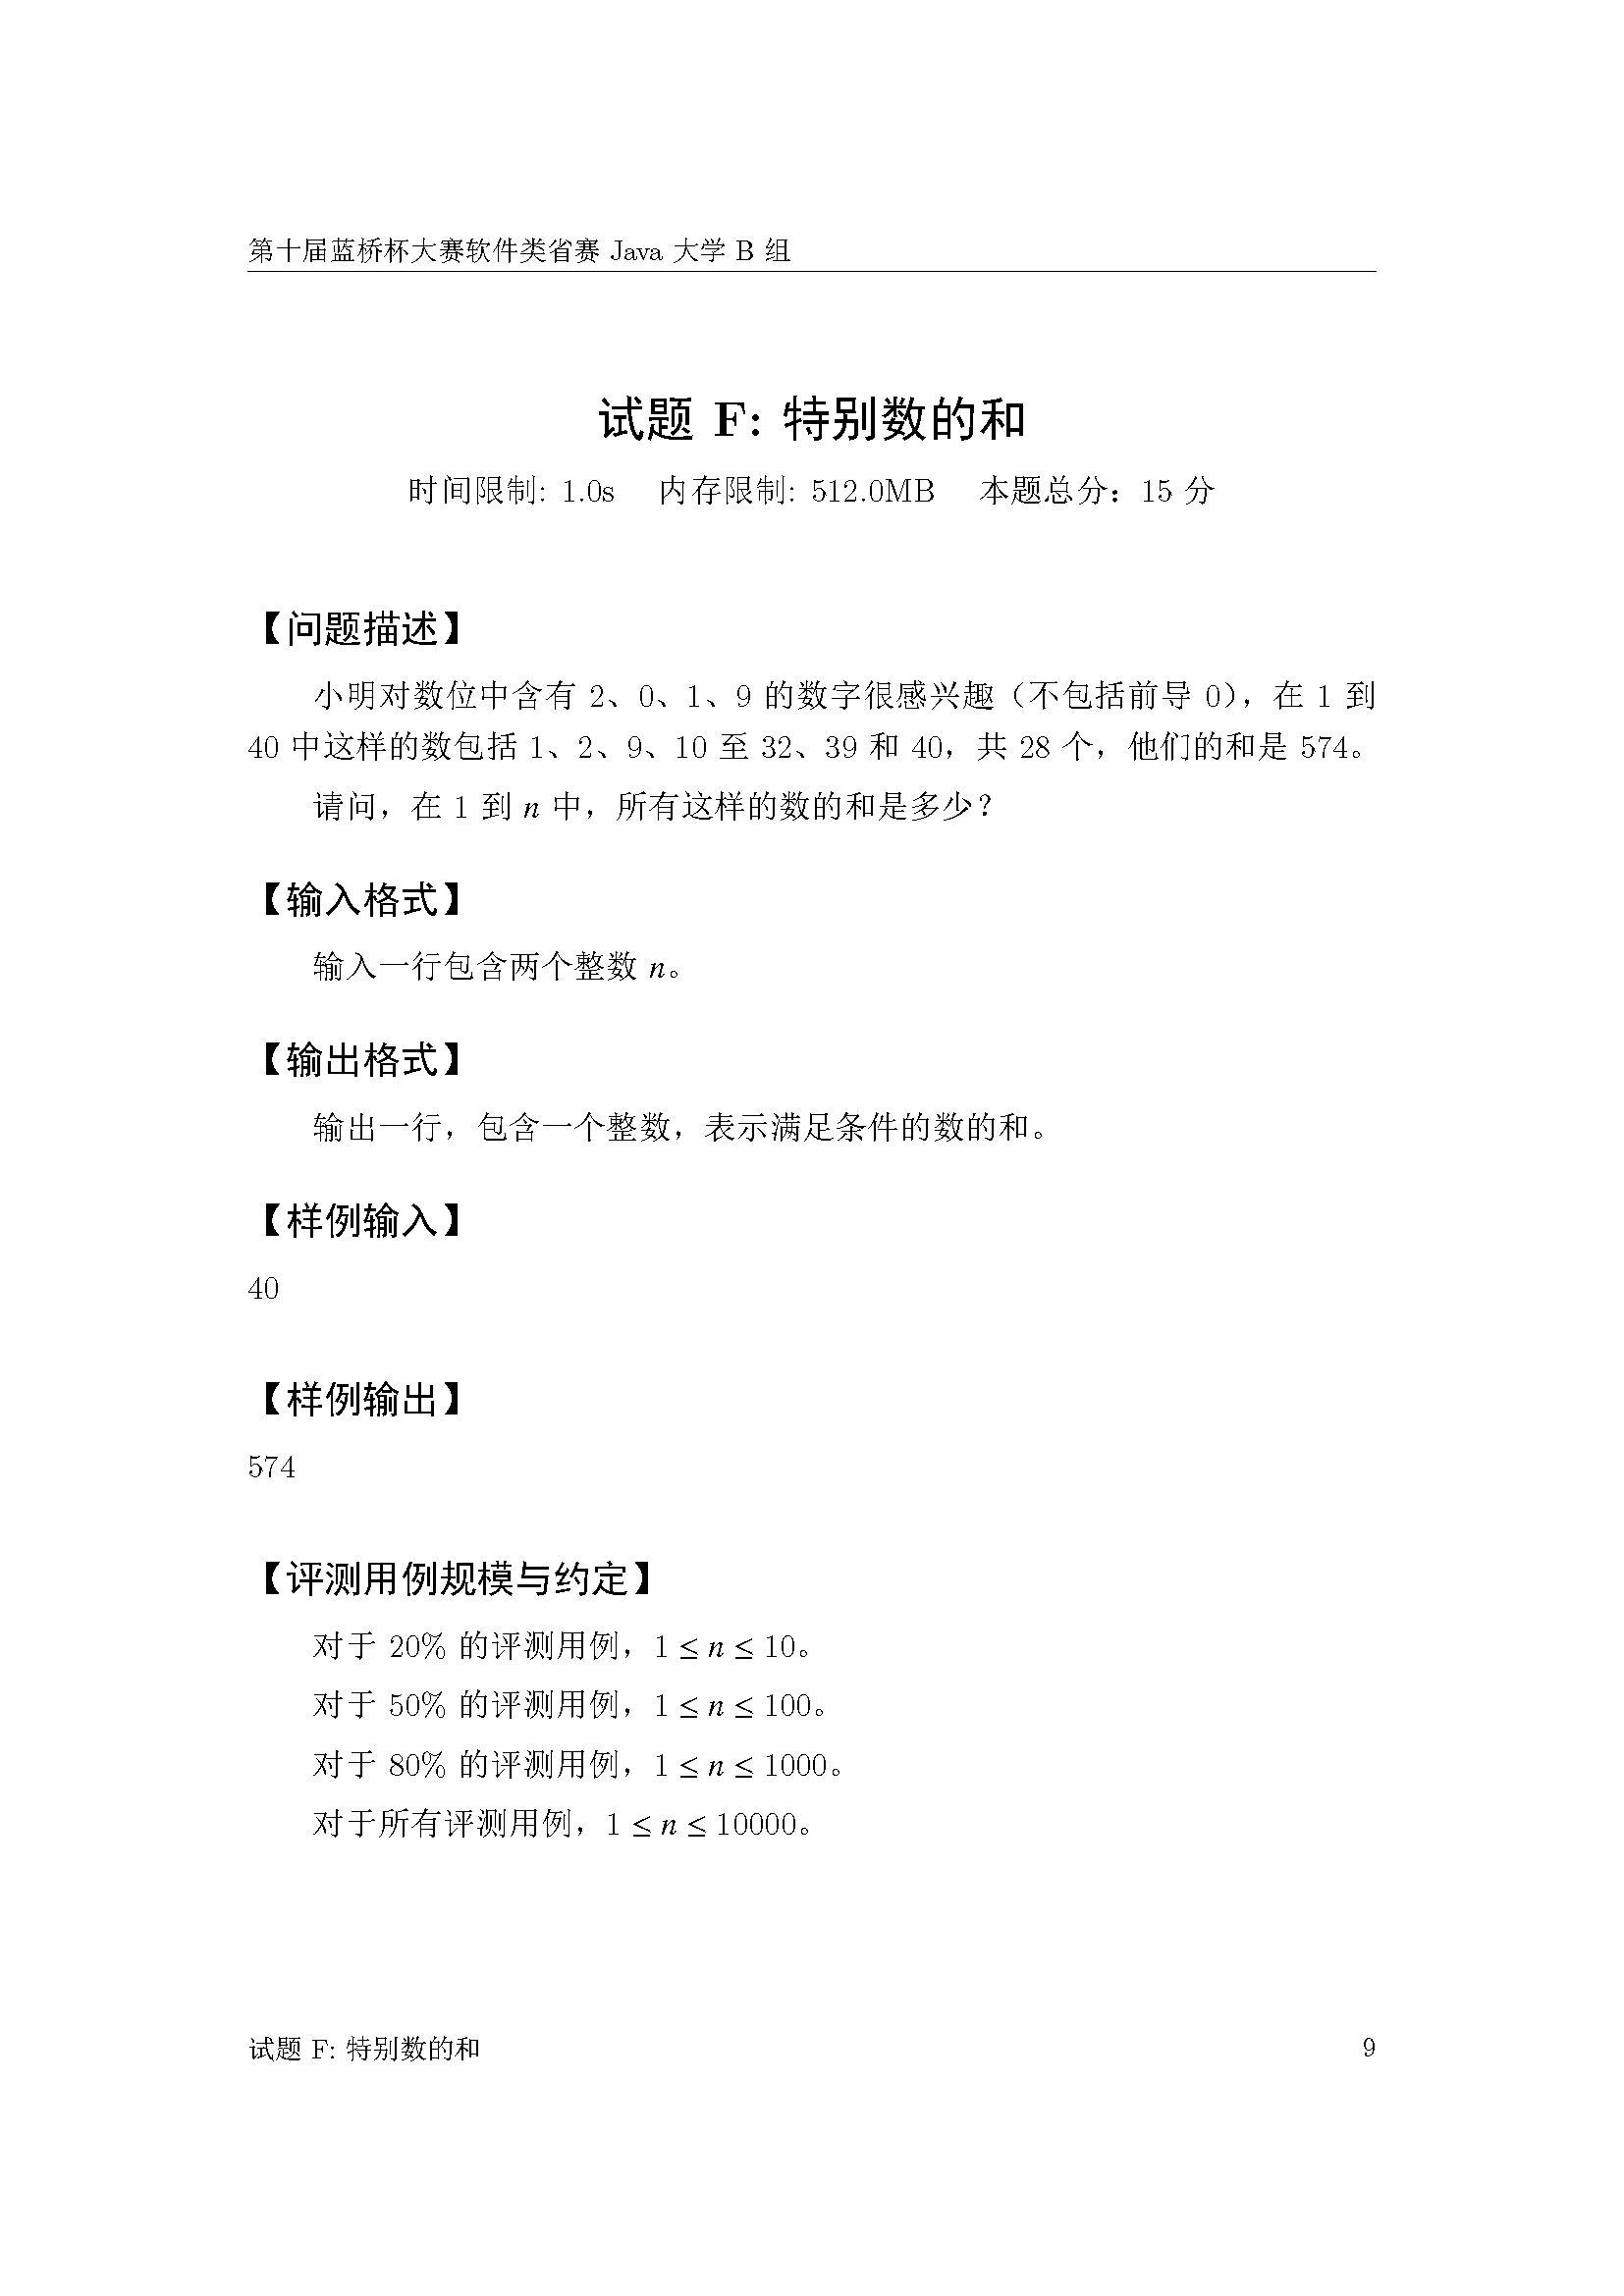 第十届蓝桥杯大赛软件类省赛 Java 大学 B 组
试题 F: 特别数的和
时间限制: 1.0s 内存限制: 512.0MB 本题总分：15 分
【问题描述】
小明对数位中含有 2、0、1、9 的数字很感兴趣（不包括前导 0），在 1 到
40 中这样的数包括 1、2、9、10 至 32、39 和 40，共 28 个，他们的和是 574。
请问，在 1 到 n 中，所有这样的数的和是多少？
【输入格式】
输入一行包含两个整数 n。
【输出格式】
输出一行，包含一个整数，表示满足条件的数的和。
【样例输入】
40
【样例输出】
574
【评测用例规模与约定】
对于 20% 的评测用例，1 ≤ n ≤ 10。
对于 50% 的评测用例，1 ≤ n ≤ 100。
对于 80% 的评测用例，1 ≤ n ≤ 1000。
对于所有评测用例，1 ≤ n ≤ 10000。
试题 F: 特别数的和 9